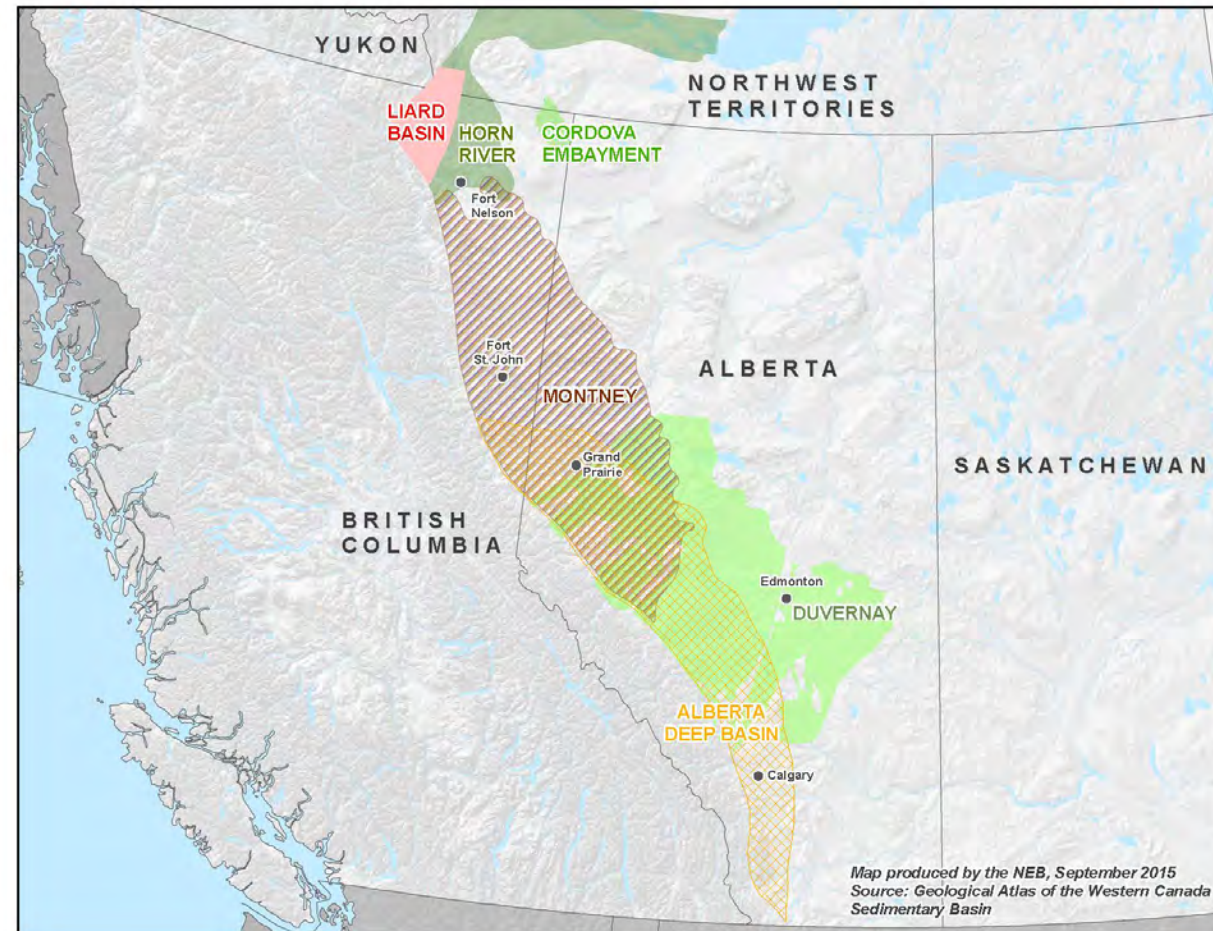 YUKON
NORTHWEST
TERRITORIES
LIARD
BASIN
HORN
RIVER
CORDOVA
EMBAYMENT
Fort
Nelson
Fort
St. John
ALBERTA
MONTNEY
Grand
Prairie
SASKATCHEWAN
BRITISH
COLUMBIA
Edmonton
DUVERNAY
ALBERTA
DEEP BASIN
Calgary
Map produced by the NEB, September 2015
Source: Geological Atlas of the Western Canada
Sedimentary Basin